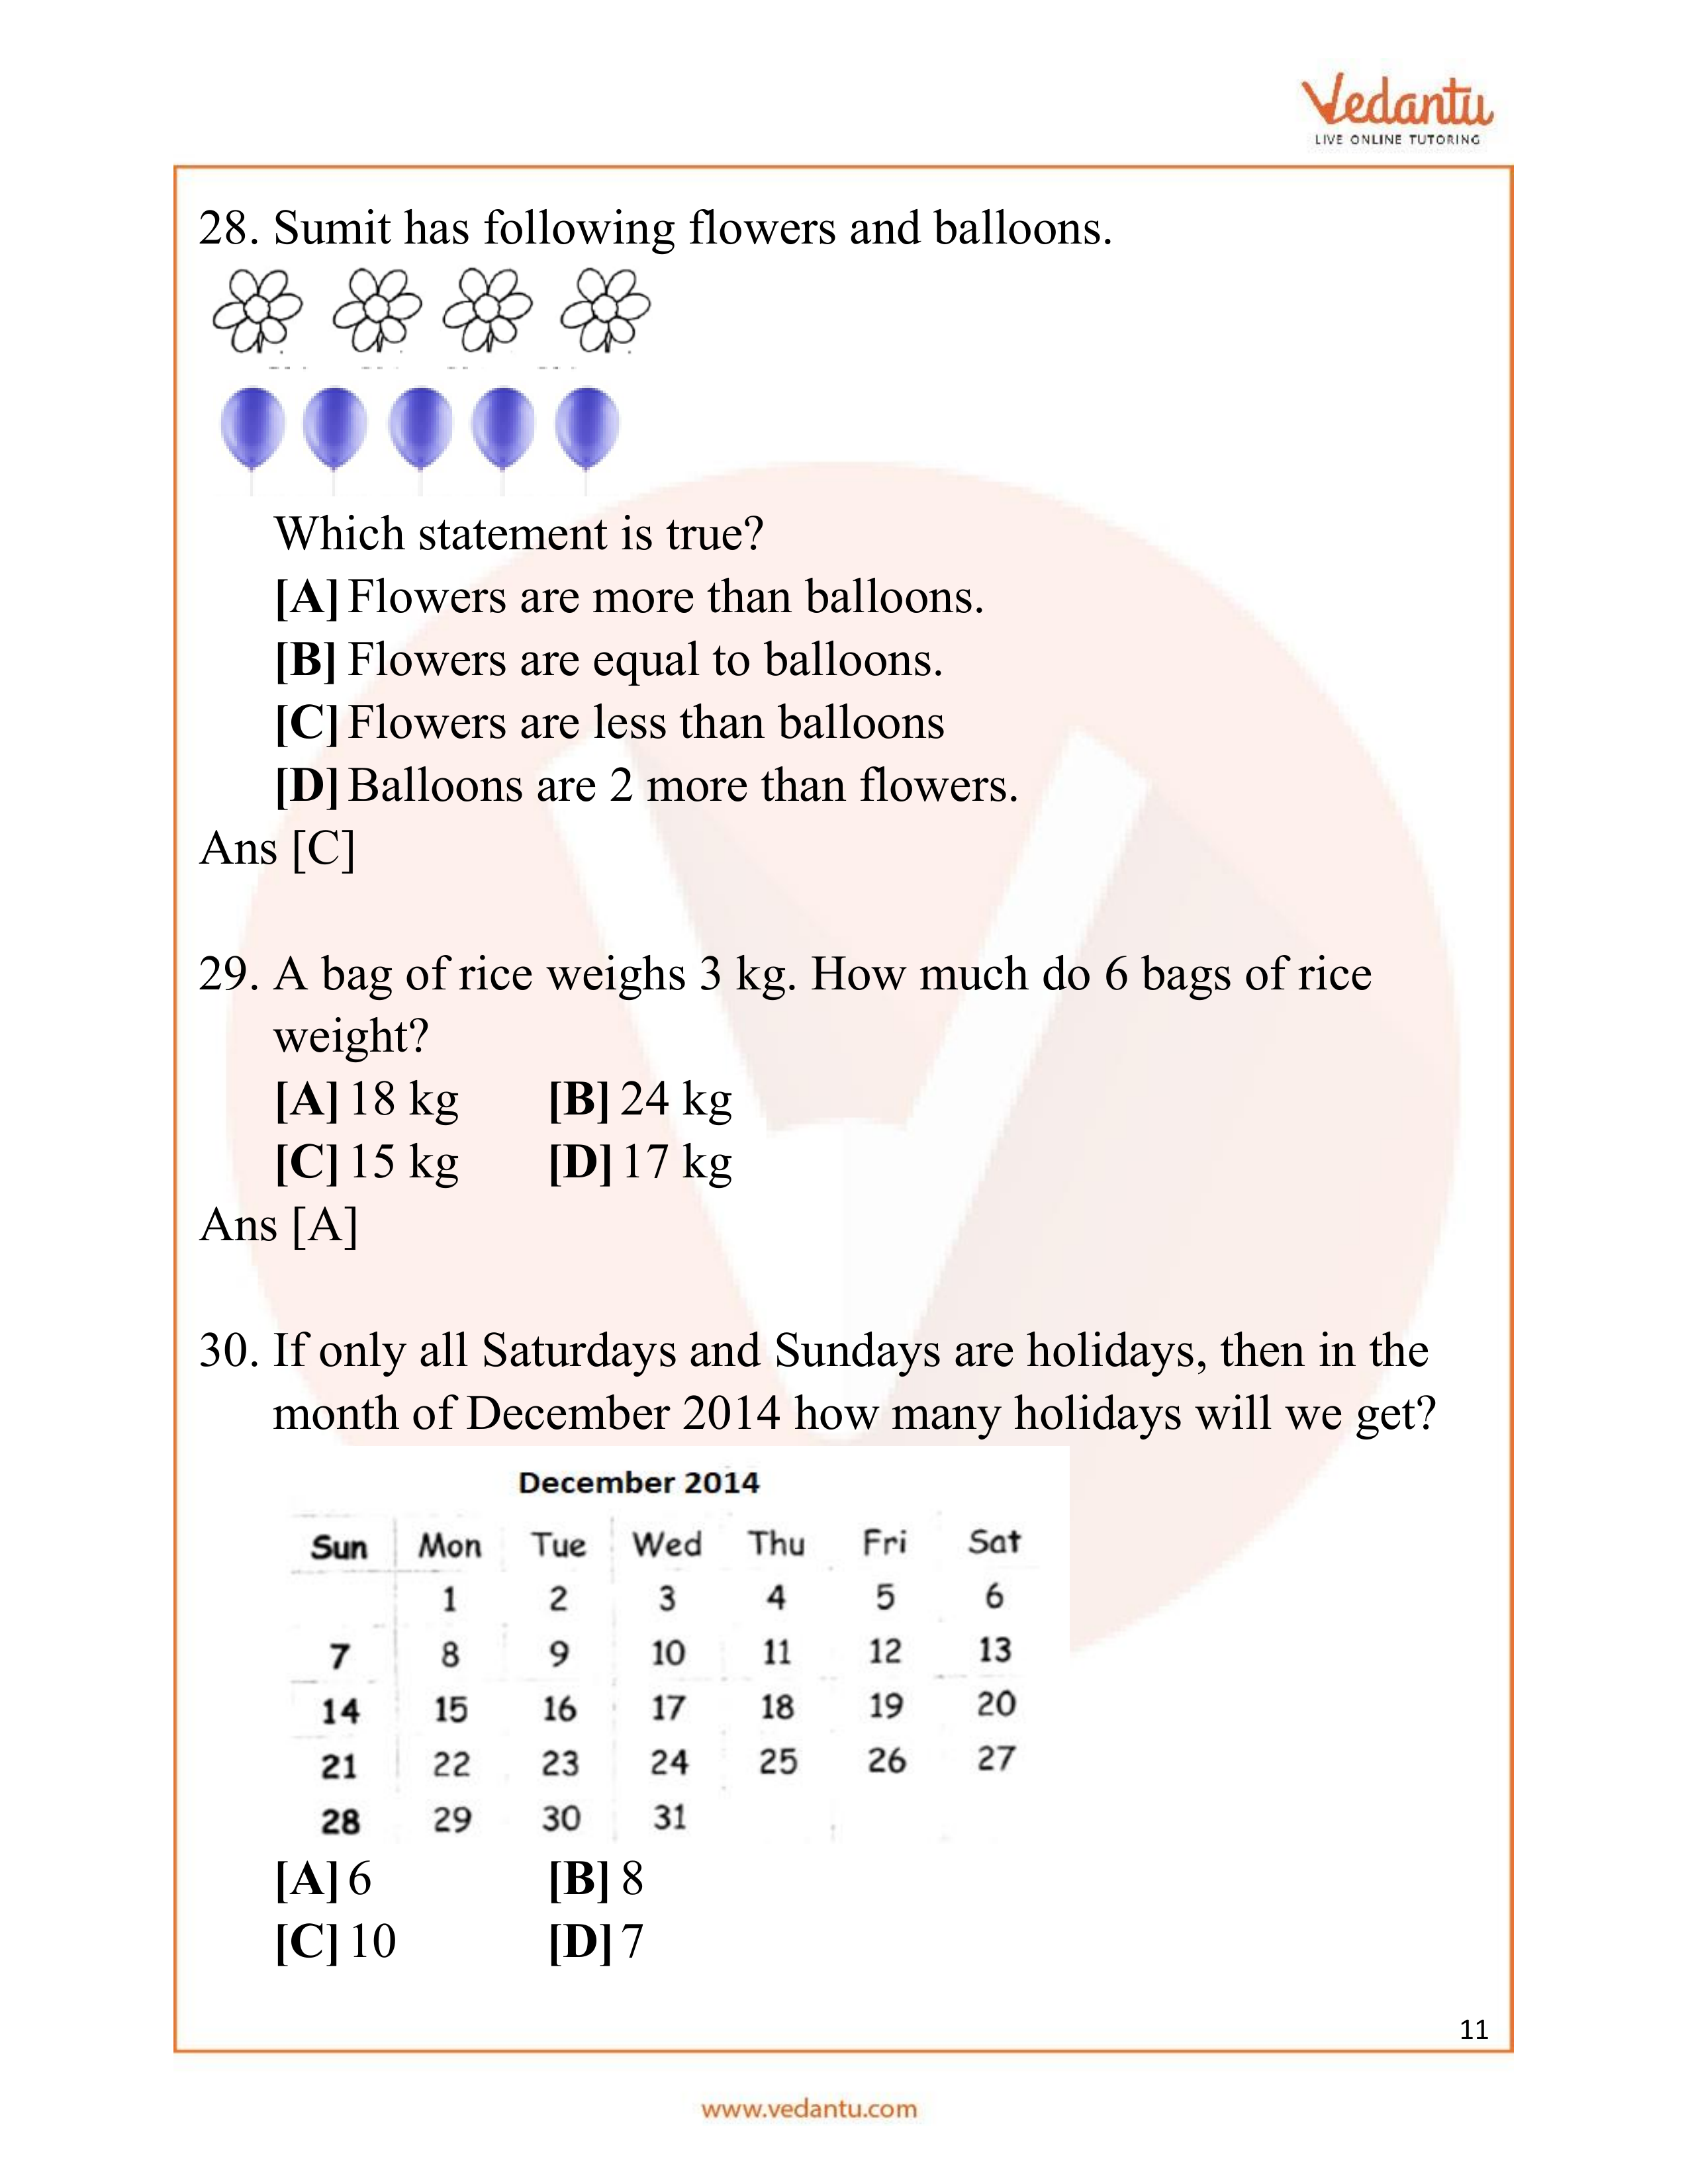 Vedantu
LIVE ONLINE TUTORING
28. Sumit has following flowers and balloons.
Which statement is true?
[A] Flowers are more than balloons.
[B] Flowers are equal to balloons.
[C] Flowers are less than balloons
[D] Balloons are 2 more than flowers.
Ans [C]
29. A bag of rice weighs 3 kg. How much do 6 bags of rice
weight?
[A] 18 kg [B] 24 kg
[C] 15 kg [D] 17 kg
Ans [A]
30. If only all Saturdays and Sundays are holidays, then in the
month of December 2014 how many holidays will we get?
December 2014
Sun Mon Tue Wed Thu Fri Sat
1 2 3 4 5 6
7 8 9 10 11 12 13
14 15 16 17 18 19 20
21 22 23 24 25 26 27
28 29 30 31
[A] 6 [B] 8
[C] 10 [D] 7
11
www.vedantu.com